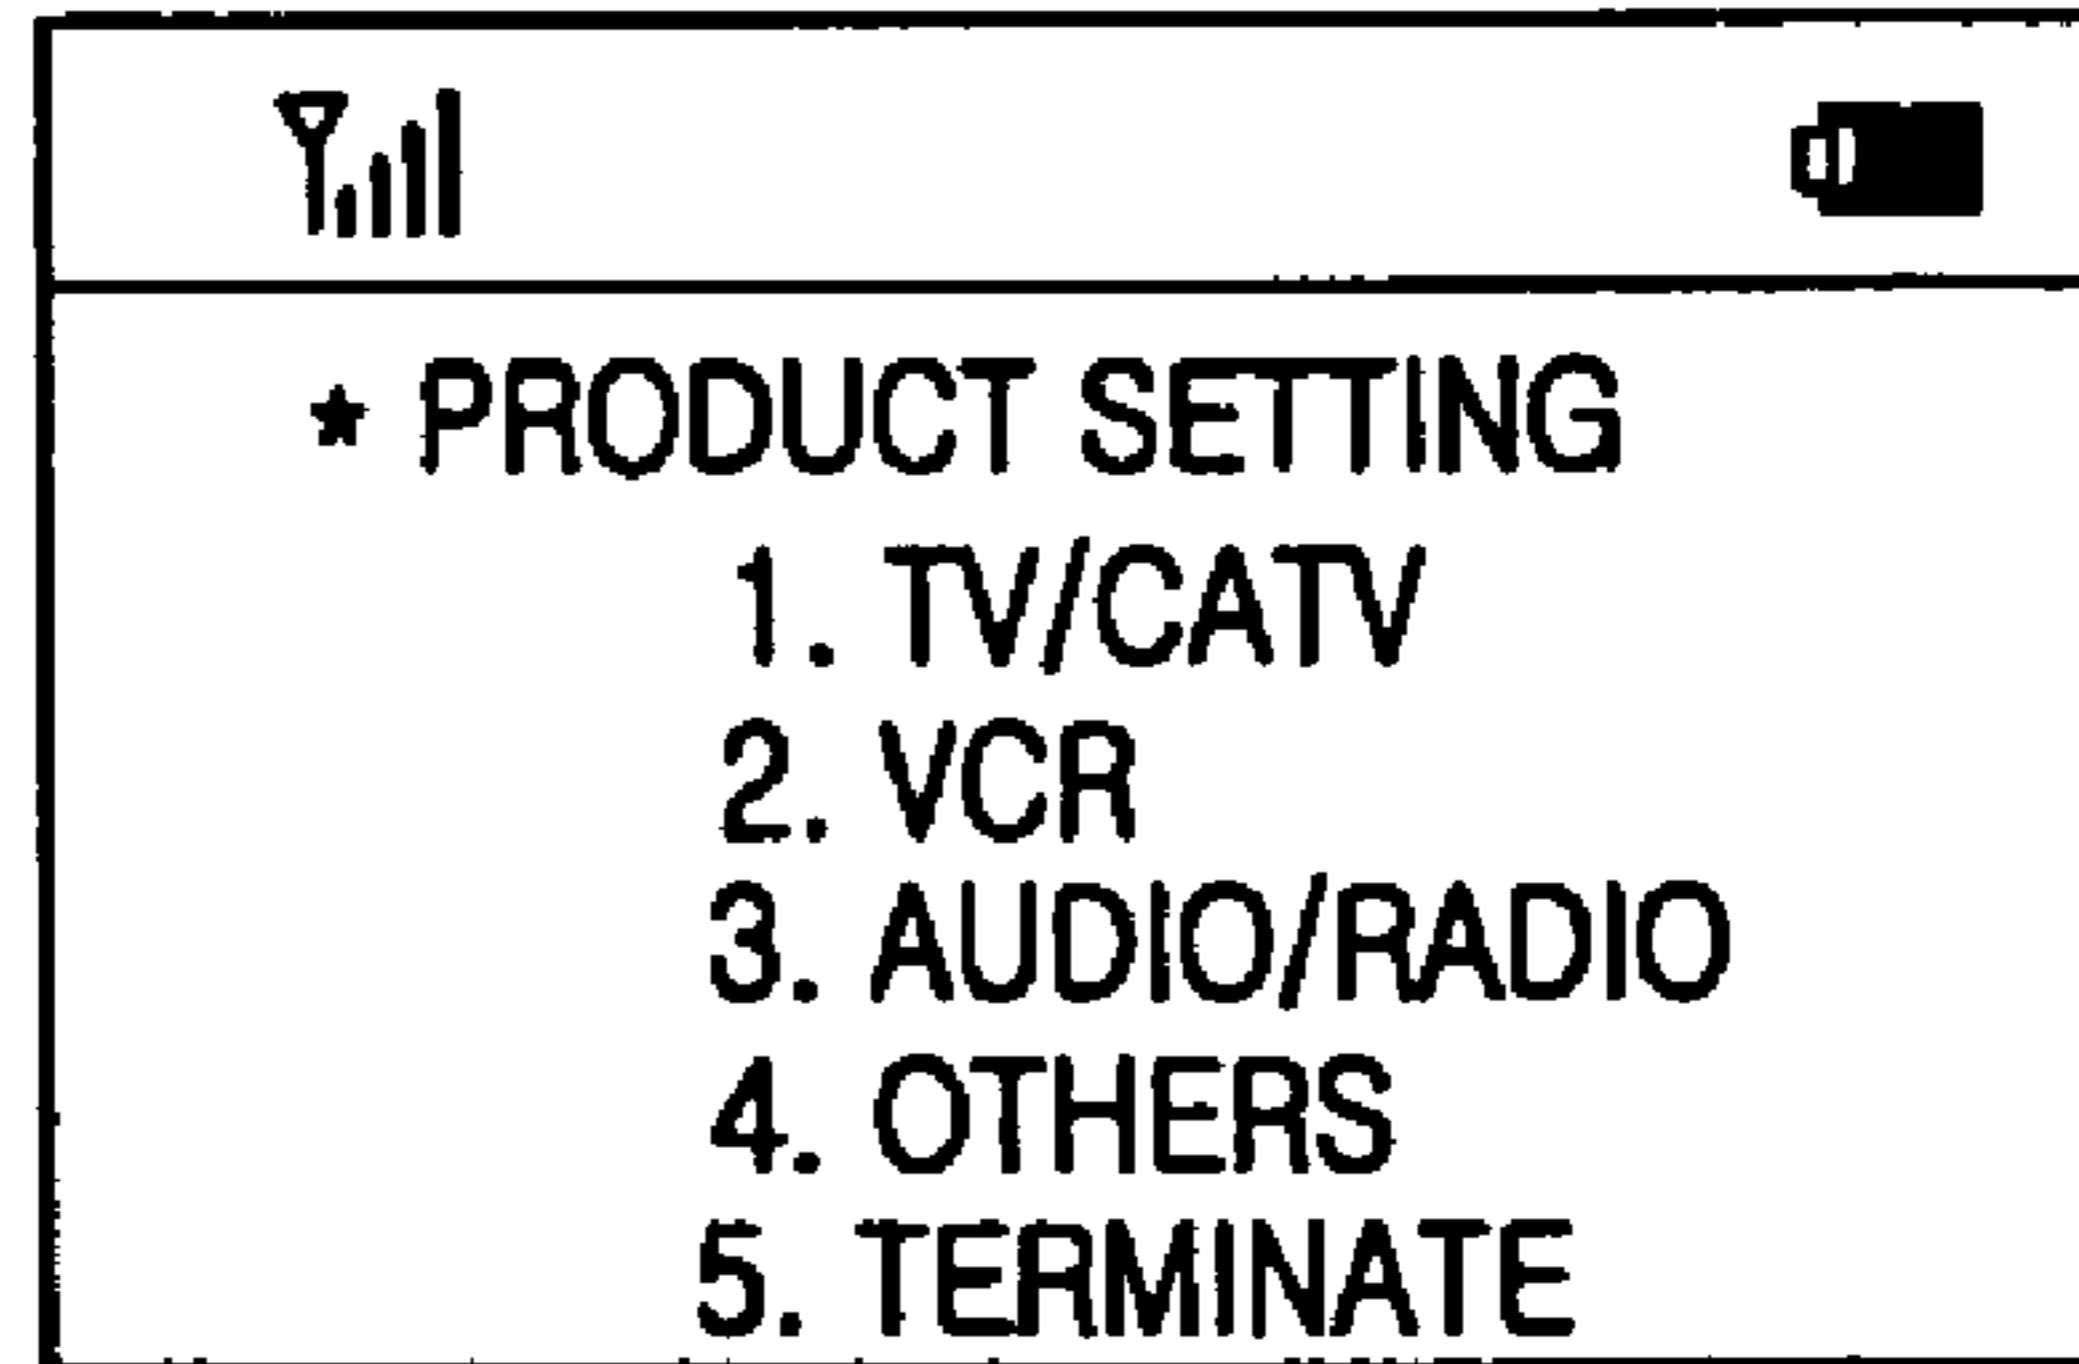 ★ PRODUCT SETTING
1. TV/CATV
2. VCR
3. AUDIO/RADIO
4. OTHERS
5. TERMINATE